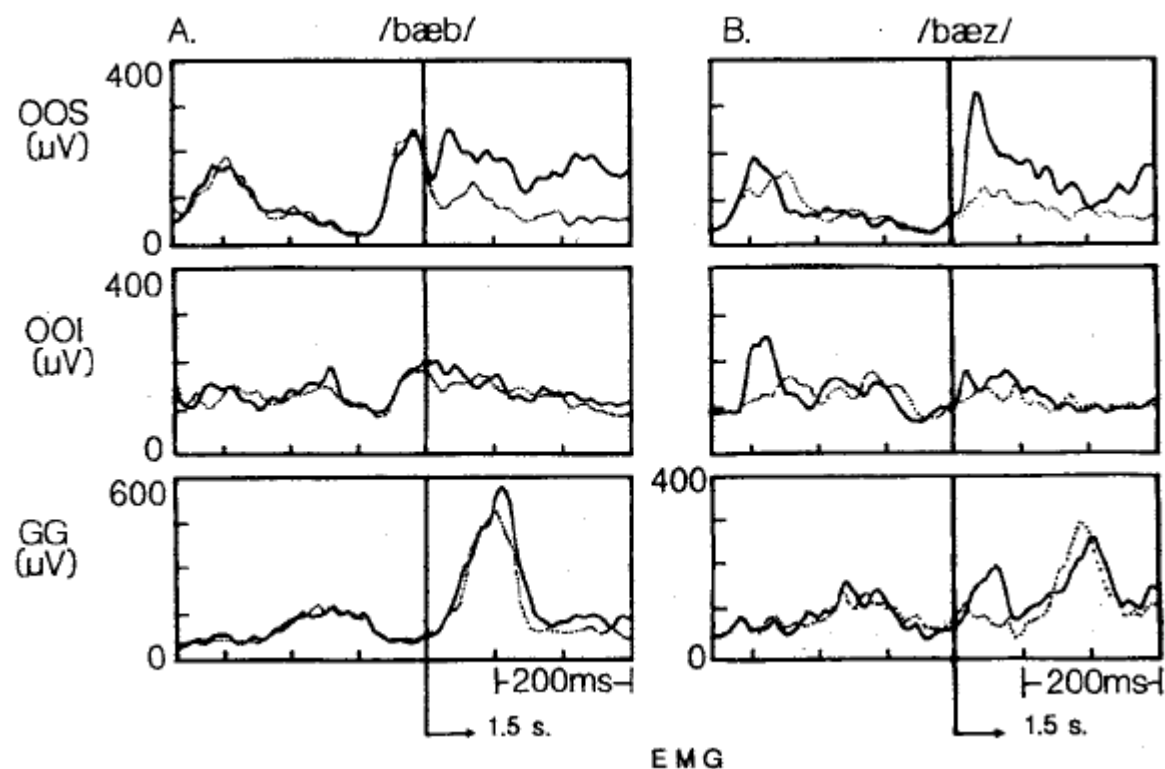 A. /bæb/ B. /bæz/
400
OOS
(μV)
0
400
OOI
(μV)
0
600 400
GG
(μV)
0 0
200ms 200ms
1.5 s. 1.5 s.
EMG